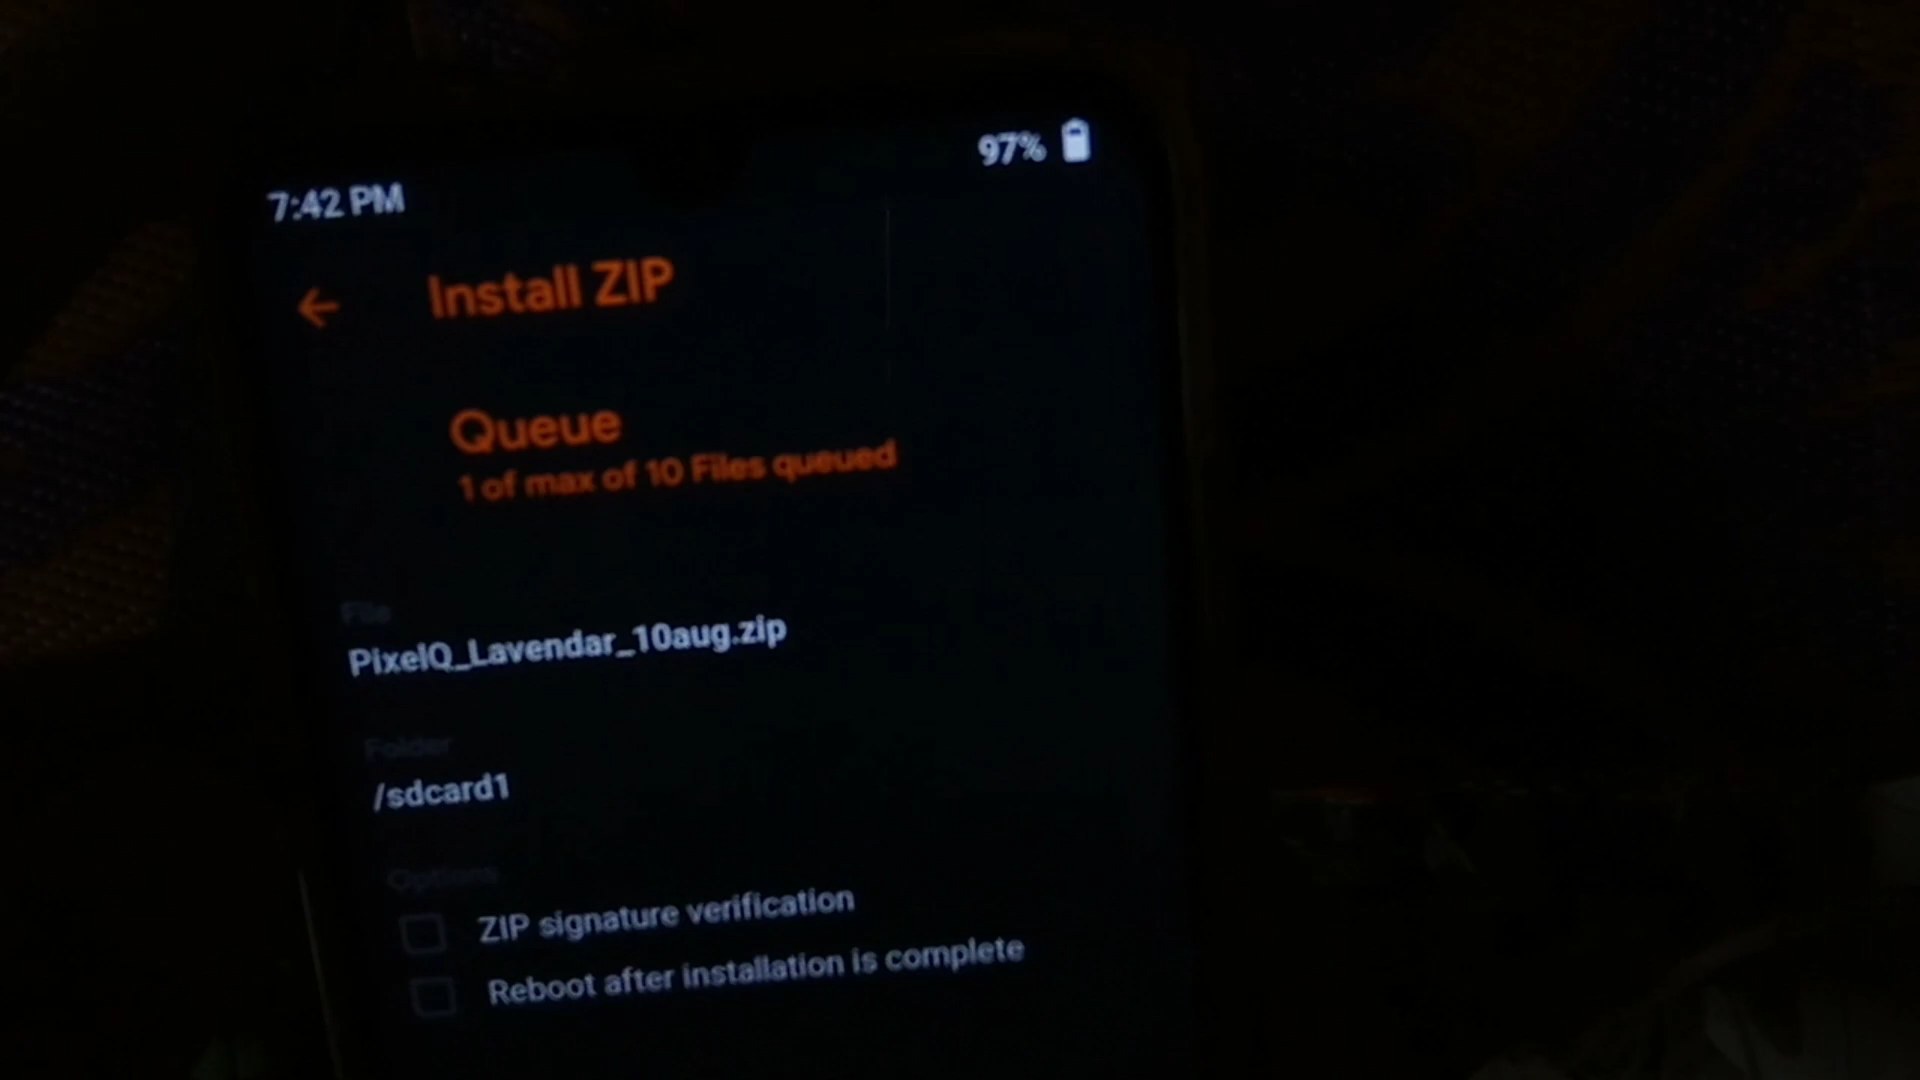 7:42 PM
97%
Install ZIP
Queue
1 of max of 10 Files queued
File
PixelQ_Lavendar_10aug.zip
Folder
/sdcard1
Options
ZIP signature verification
Reboot after installation is complete